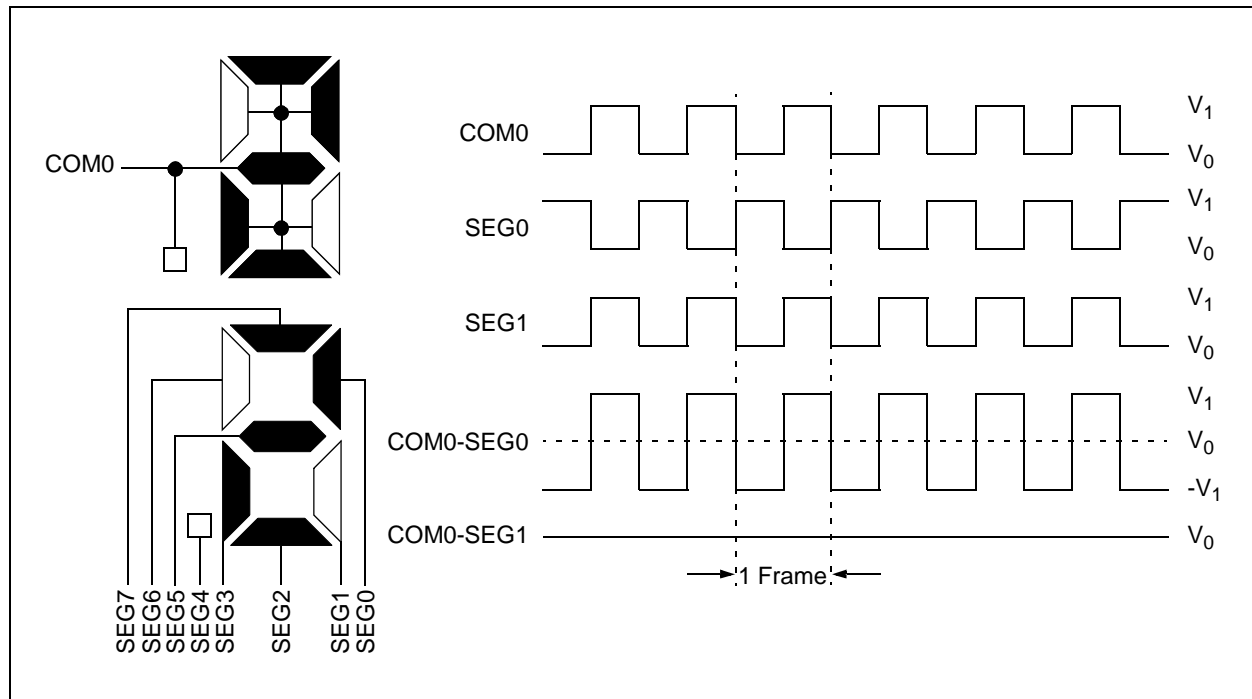 COM0
SEG7
SEG6
SEG5
SEG4
SEG3
SEG2
SEG1
SEG0
COM0
V1
V0
SEG0
V1
V0
SEG1
V1
V0
COM0-SEG0
V1
V0
-V1
COM0-SEG1
V0
1 Frame